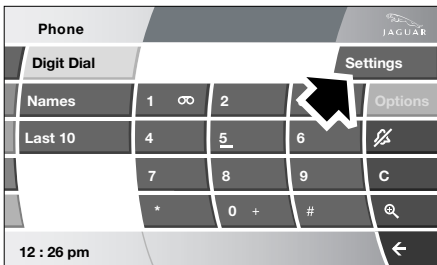 Phone
JAGUAR
Digit Dial
Settings
Names 1 2 Options
Last 10 4 5 6
7 8 9 C
* 0 + #
12 : 26 pm